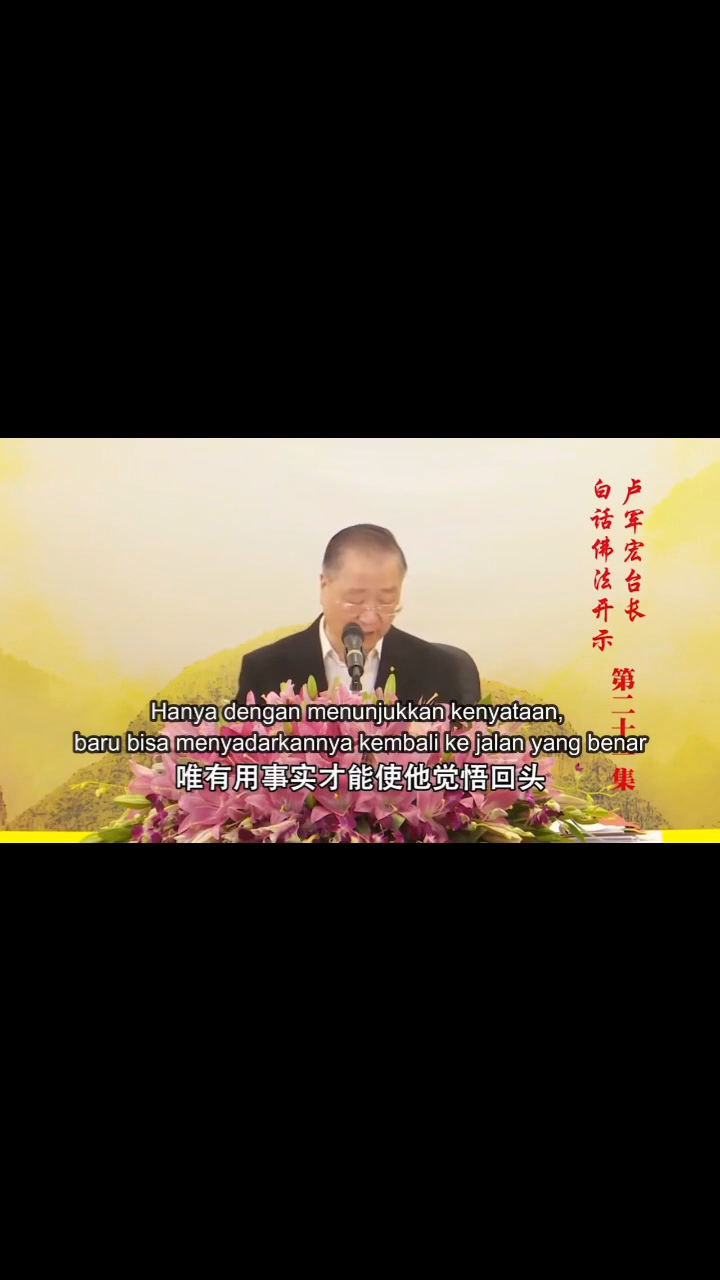 卢军宏台长
白话佛法开示
第二十
集
Hanya dengan menunjukkan kenyataan,
baru bisa menyadarkannya kembali ke jalan yang benar
唯有用事实才能使他觉悟回头